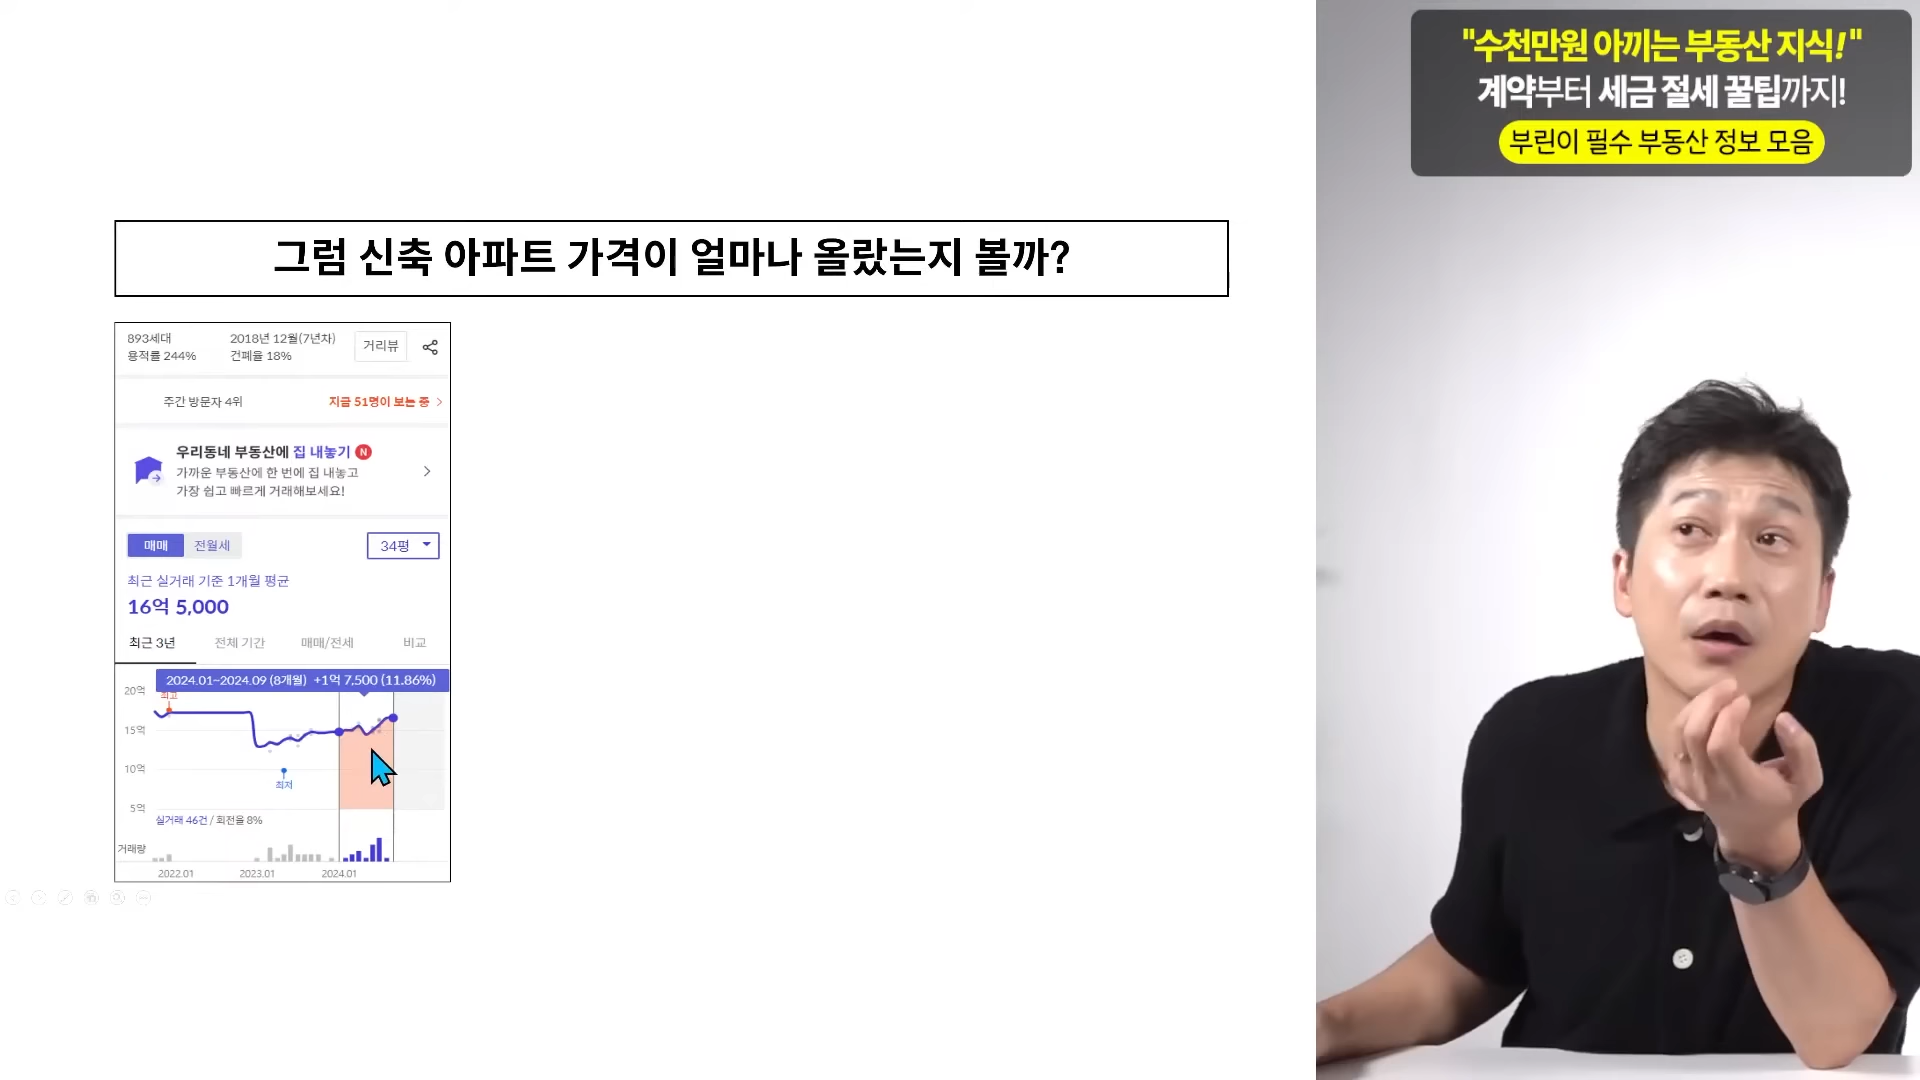 "수천만원 아끼는 부동산 지식!"
계약부터 세금 절세 꿀팁까지!
부린이 필수 부동산 정보 모음
그럼 신축 아파트 가격이 얼마나 올랐는지 볼까?
893세대 2018년 12월(7년차) 거리뷰
용적률 244% 건폐율 18%
주간 방문자 4위 지금 51명이 보는 중
우리동네 부동산에 집 내놓기 N
가까운 부동산에 한 번에 집 내놓고
가장 쉽고 빠르게 거래해보세요!
매매 전월세 34평
최근 실거래 기준 1개월 평균
16억 5,000
최근 3년 전체 기간 매매/전세 비교
2024.01~2024.09 (8개월) +1억 7,500 (11.86%)
20억 최고
15억
10억
최저
5억
실거래 46건 / 회전율 8%
거래량
2022.01 2023.01 2024.01